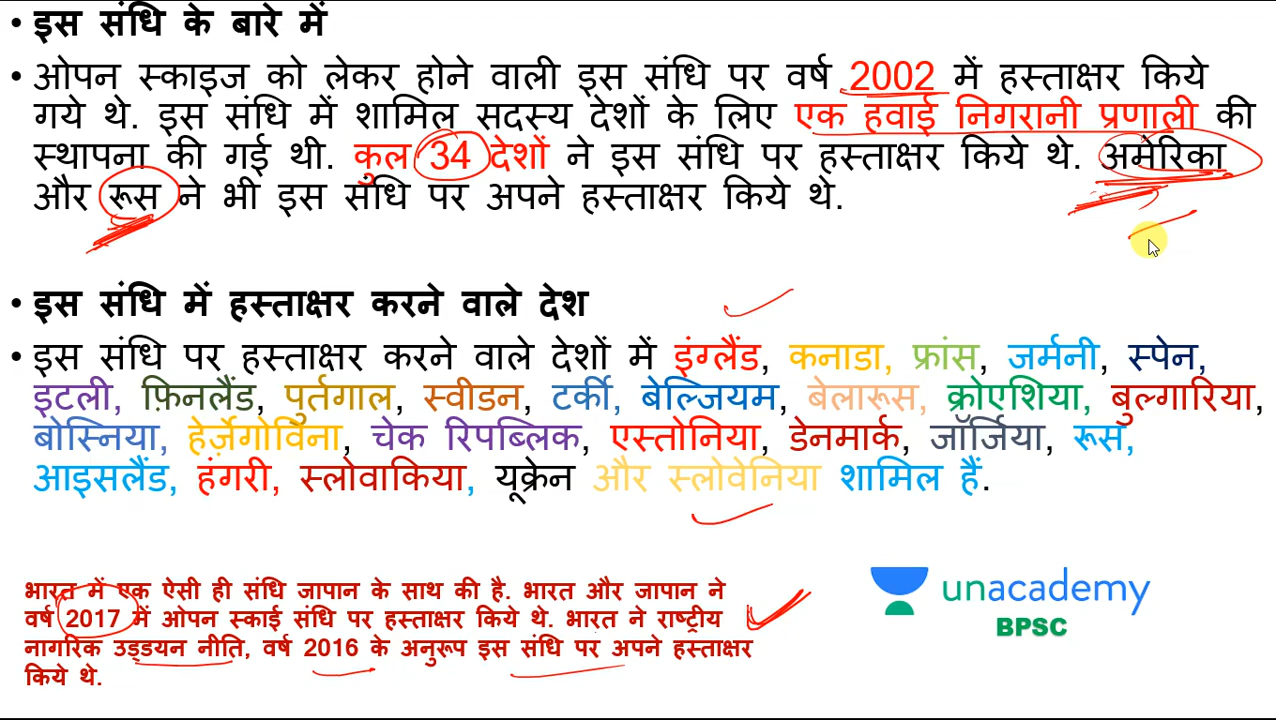 • इस संधि के बारे में
• ओपन स्काइज को लेकर होने वाली इस संधि पर वर्ष 2002 में हस्ताक्षर किये
गये थे. इस संधि में शामिल सदस्य देशों के लिए एक हवाई निगरानी प्रणाली की
स्थापना की गई थी. कुल 34 देशों ने इस संधि पर हस्ताक्षर किये थे. अमेरिका
और रूस ने भी इस संधि पर अपने हस्ताक्षर किये थे.
• इस संधि में हस्ताक्षर करने वाले देश
• इस संधि पर हस्ताक्षर करने वाले देशों में इंग्लैंड, कनाडा, फ्रांस, जर्मनी, स्पेन,
इटली, फ़िनलैंड, पुर्तगाल, स्वीडन, टर्की, बेल्जियम, बेलारूस, क्रोएशिया, बुल्गारिया,
बोस्निया, हेर्ज़ेगोविना, चेक रिपब्लिक, एस्तोनिया, डेनमार्क, जॉर्जिया, रूस,
आइसलैंड, हंगरी, स्लोवाकिया, यूक्रेन और स्लोवेनिया शामिल हैं.
भारत में एक ऐसी ही संधि जापान के साथ की है. भारत और जापान ने
वर्ष 2017 में ओपन स्काई संधि पर हस्ताक्षर किये थे. भारत ने राष्ट्रीय
नागरिक उड्डयन नीति, वर्ष 2016 के अनुरूप इस संधि पर अपने हस्ताक्षर
किये थे.
unacademy
BPSC